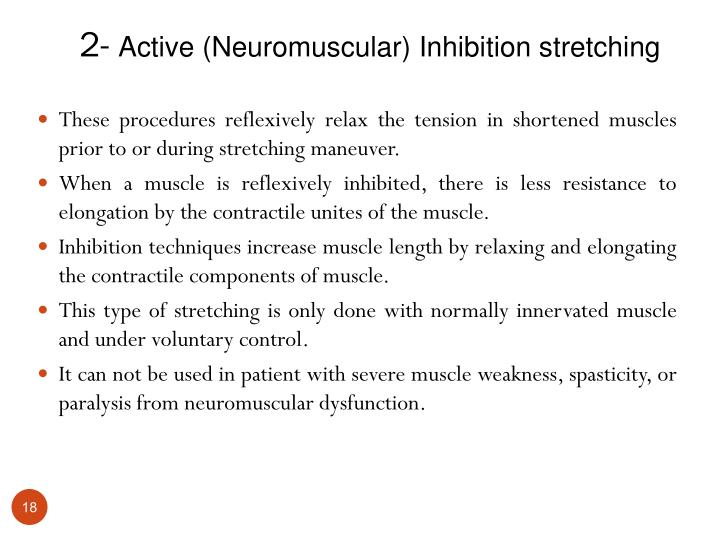 2- Active (Neuromuscular) Inhibition stretching
• These procedures reflexively relax the tension in shortened muscles
prior to or during stretching maneuver.
• When a muscle is reflexively inhibited, there is less resistance to
elongation by the contractile unites of the muscle.
• Inhibition techniques increase muscle length by relaxing and elongating
the contractile components of muscle.
• This type of stretching is only done with normally innervated muscle
and under voluntary control.
• It can not be used in patient with severe muscle weakness, spasticity, or
paralysis from neuromuscular dysfunction.
18